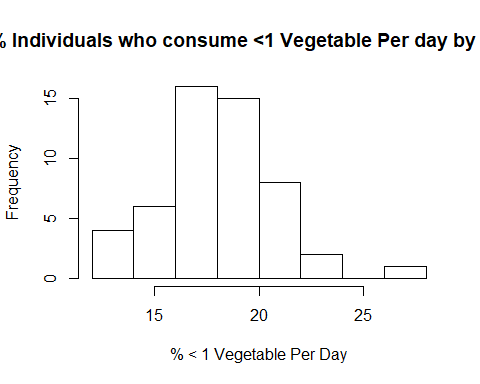 % Individuals who consume <1 Vegetable Per day by
15
10
5
0
Frequency
15 20 25
% < 1 Vegetable Per Day